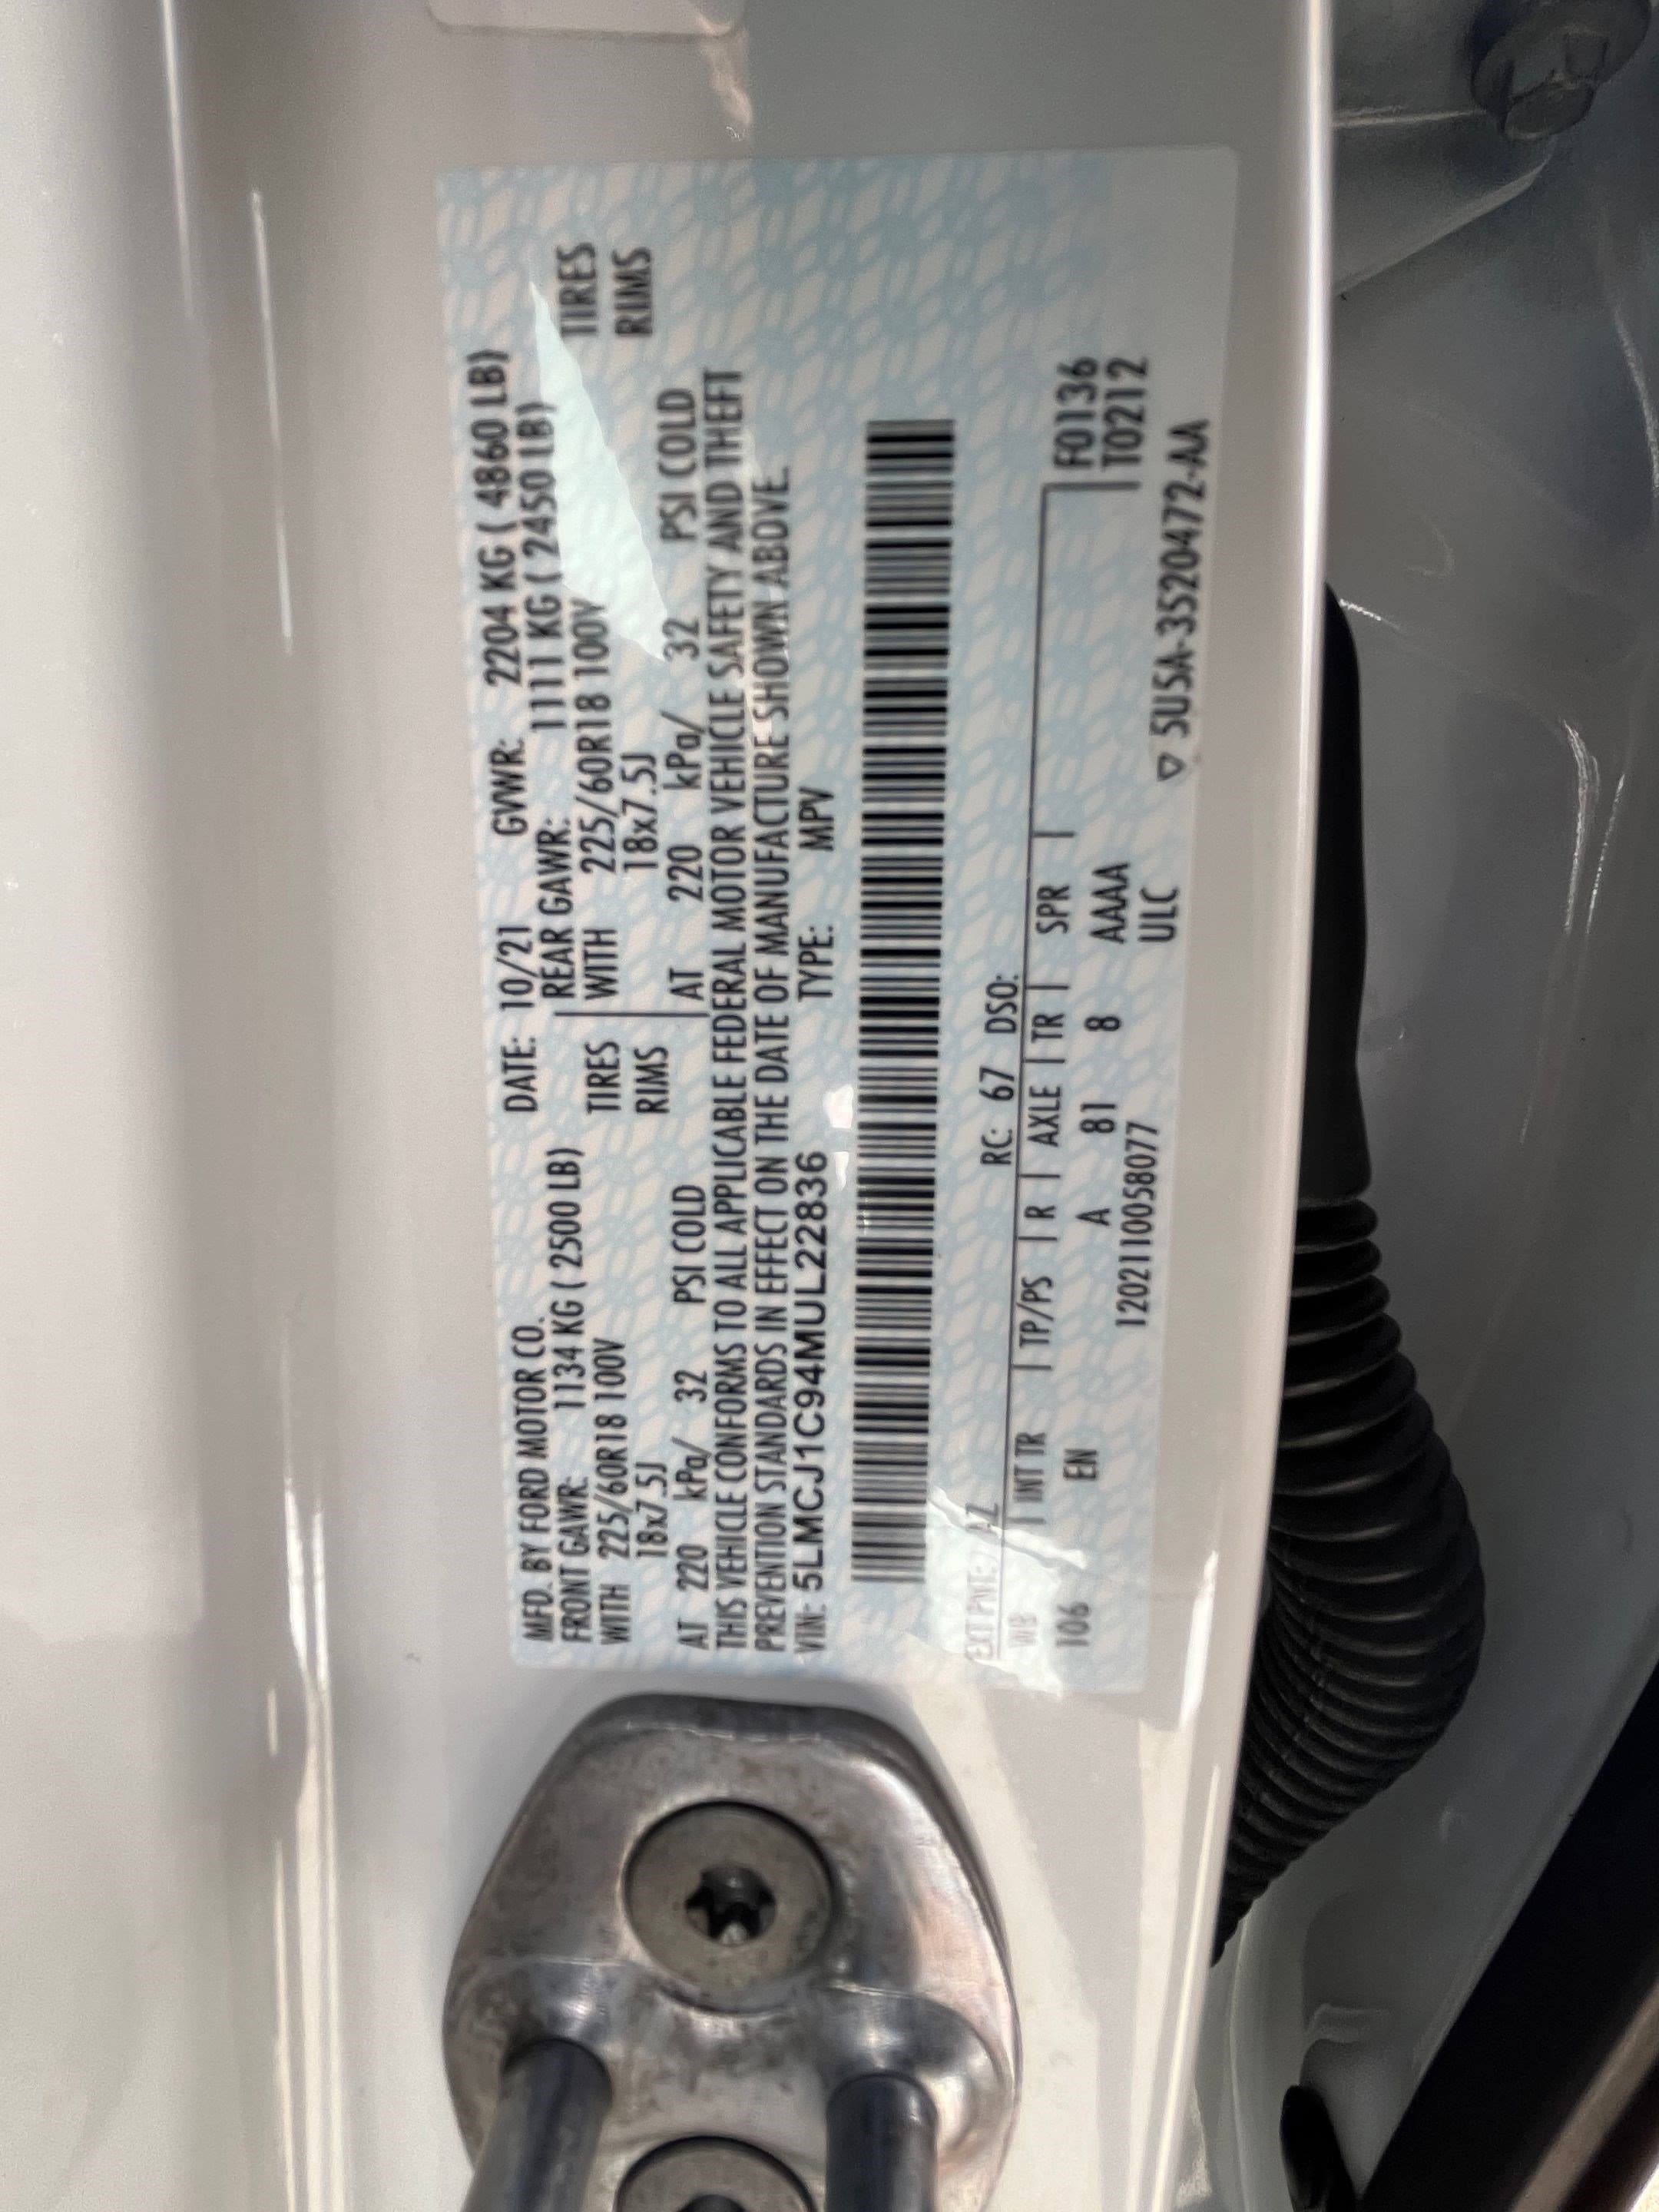 MFD. BY FORD MOTOR CO. DATE: 10/21 GVWR: 2204 KG ( 4860 LB)
FRONT GAWR: 1134 KG ( 2500 LB) REAR GAWR: 1111 KG ( 2450 LB)
WITH 225/60R18 100V TIRES WITH 225/60R18 100V TIRES
18x7.5J RIMS 18x7.5J RIMS
AT 220 kPa/ 32 PSI COLD AT 220 kPa/ 32 PSI COLD
THIS VEHICLE CONFORMS TO ALL APPLICABLE FEDERAL MOTOR VEHICLE SAFETY AND THEFT
PREVENTION STANDARDS IN EFFECT ON THE DATE OF MANUFACTURE SHOWN ABOVE.
VIN: 5LMCJ1C94MUL22836 TYPE: MPV
EXT PNT: AZ RC: 67 DSO:
WB | INT TR | TP/PS | R | AXLE | TR | SPR | F0136
106 EN A 81 8 AAAA T0212
1202110058077 ULC
▽ 5U5A-3520472-AA